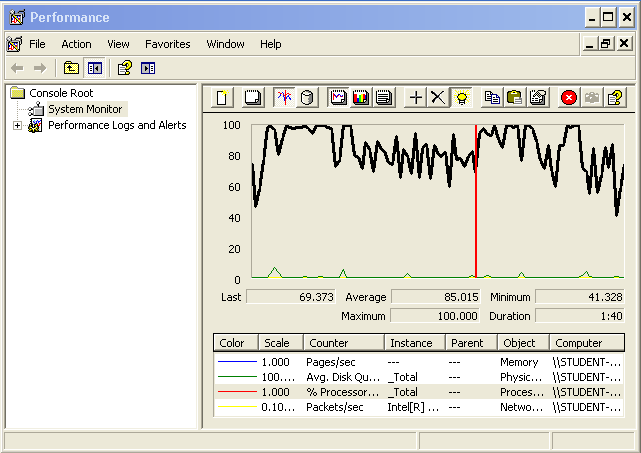 Performance
File Action View Favorites Window Help
Console Root
System Monitor
Performance Logs and Alerts
100
80
60
40
20
0
Last 69.373 Average 85.015 Minimum 41.328
Maximum 100.000 Duration 1:40
Color Scale Counter Instance Parent Object Computer
1.000 Pages/sec --- --- Memory \\STUDENT-...
100.... Avg. Disk Qu... _Total --- Physic... \\STUDENT-...
1.000 % Processor... _Total --- Proces... \\STUDENT-...
0.10... Packets/sec Intel[R] ... --- Netwo... \\STUDENT-...